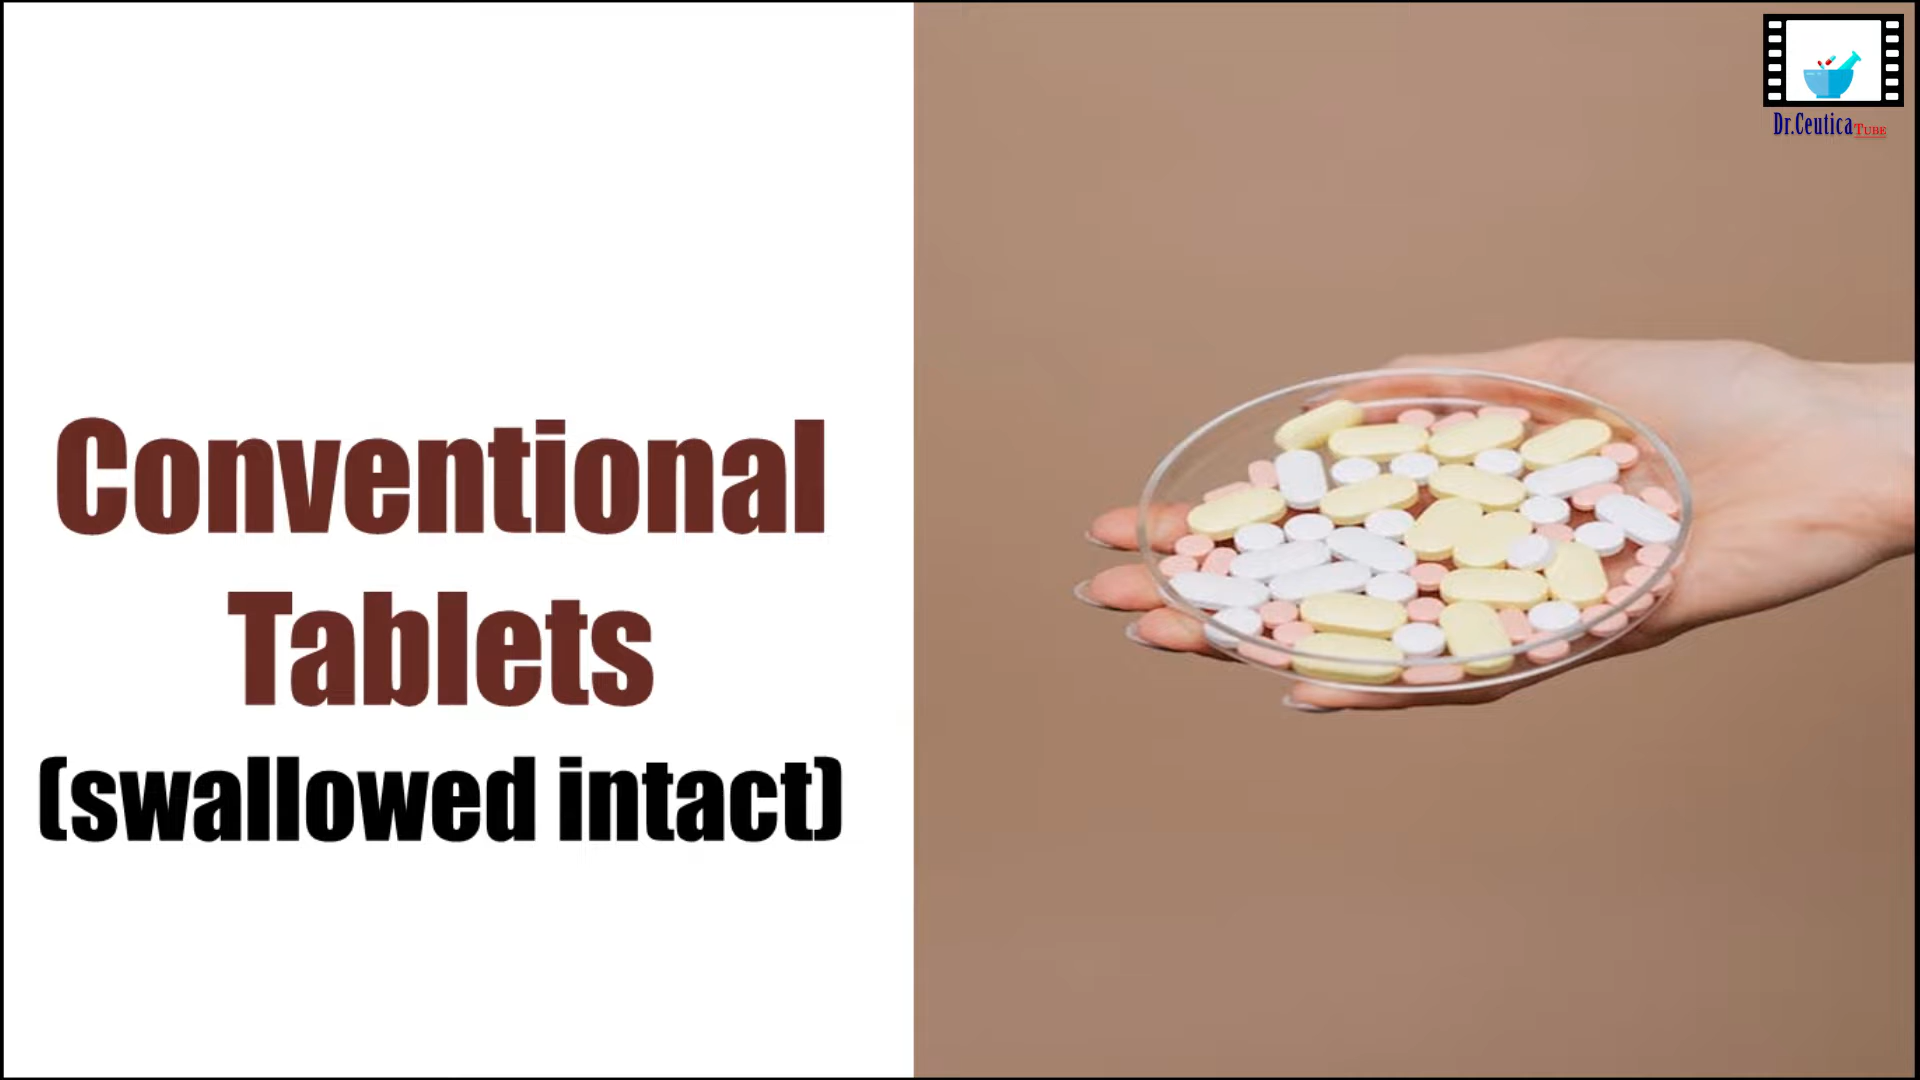 Conventional
Tablets
(swallowed intact)
Dr.Ceutica TUBE